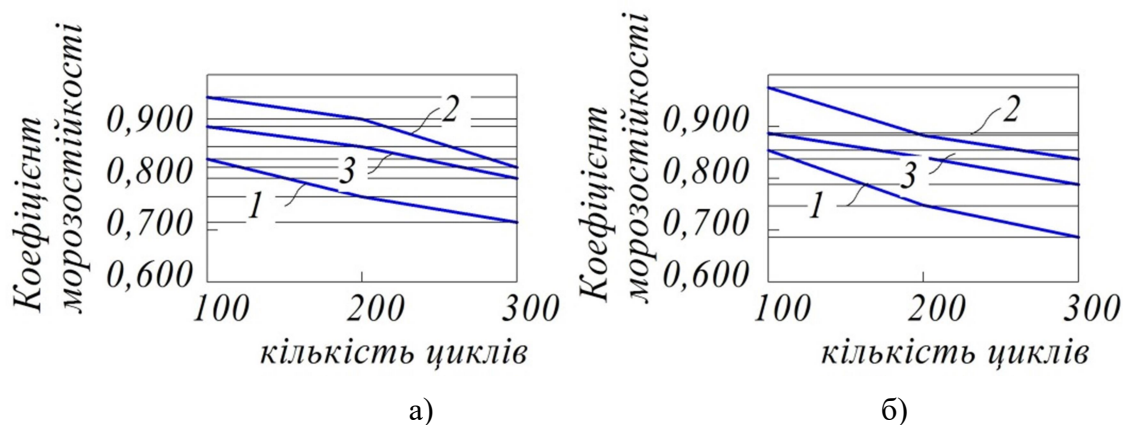 Коефіцієнт
морозостійкості
0,900
0,800
0,700
0,600
2
3
1
100 200 300
кількість циклів
а)
Коефіцієнт
морозостійкості
0,900
0,800
0,700
0,600
2
3
1
100 200 300
кількість циклів
б)